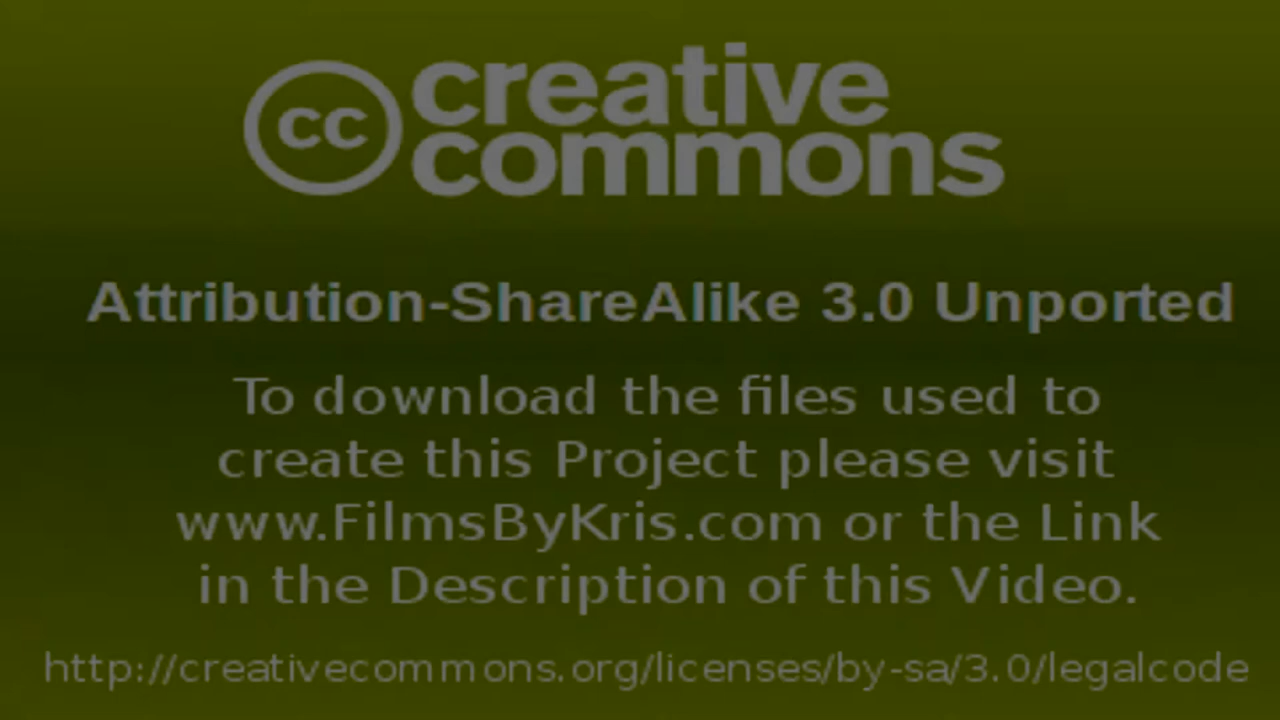 cc creative
commons
Attribution-ShareAlike 3.0 Unported
To download the files used to
create this Project please visit
www.FilmsByKris.com or the Link
in the Description of this Video.
http://creativecommons.org/licenses/by-sa/3.0/legalcode